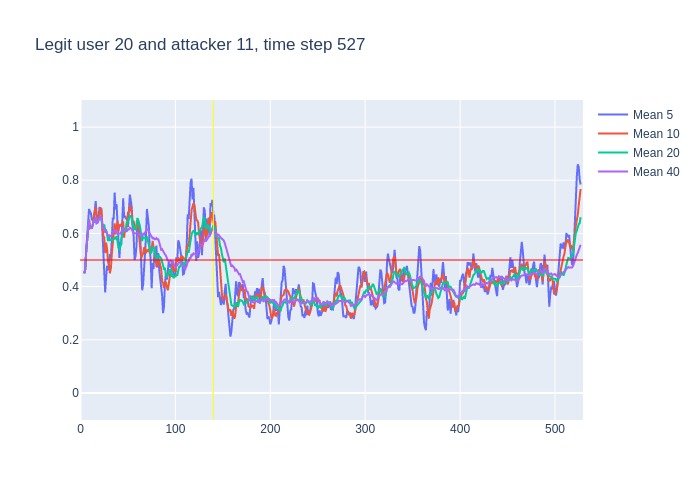 Legit user 20 and attacker 11, time step 527
Mean 5
Mean 10
Mean 20
Mean 40
1
0.8
0.6
0.4
0.2
0
0 100 200 300 400 500